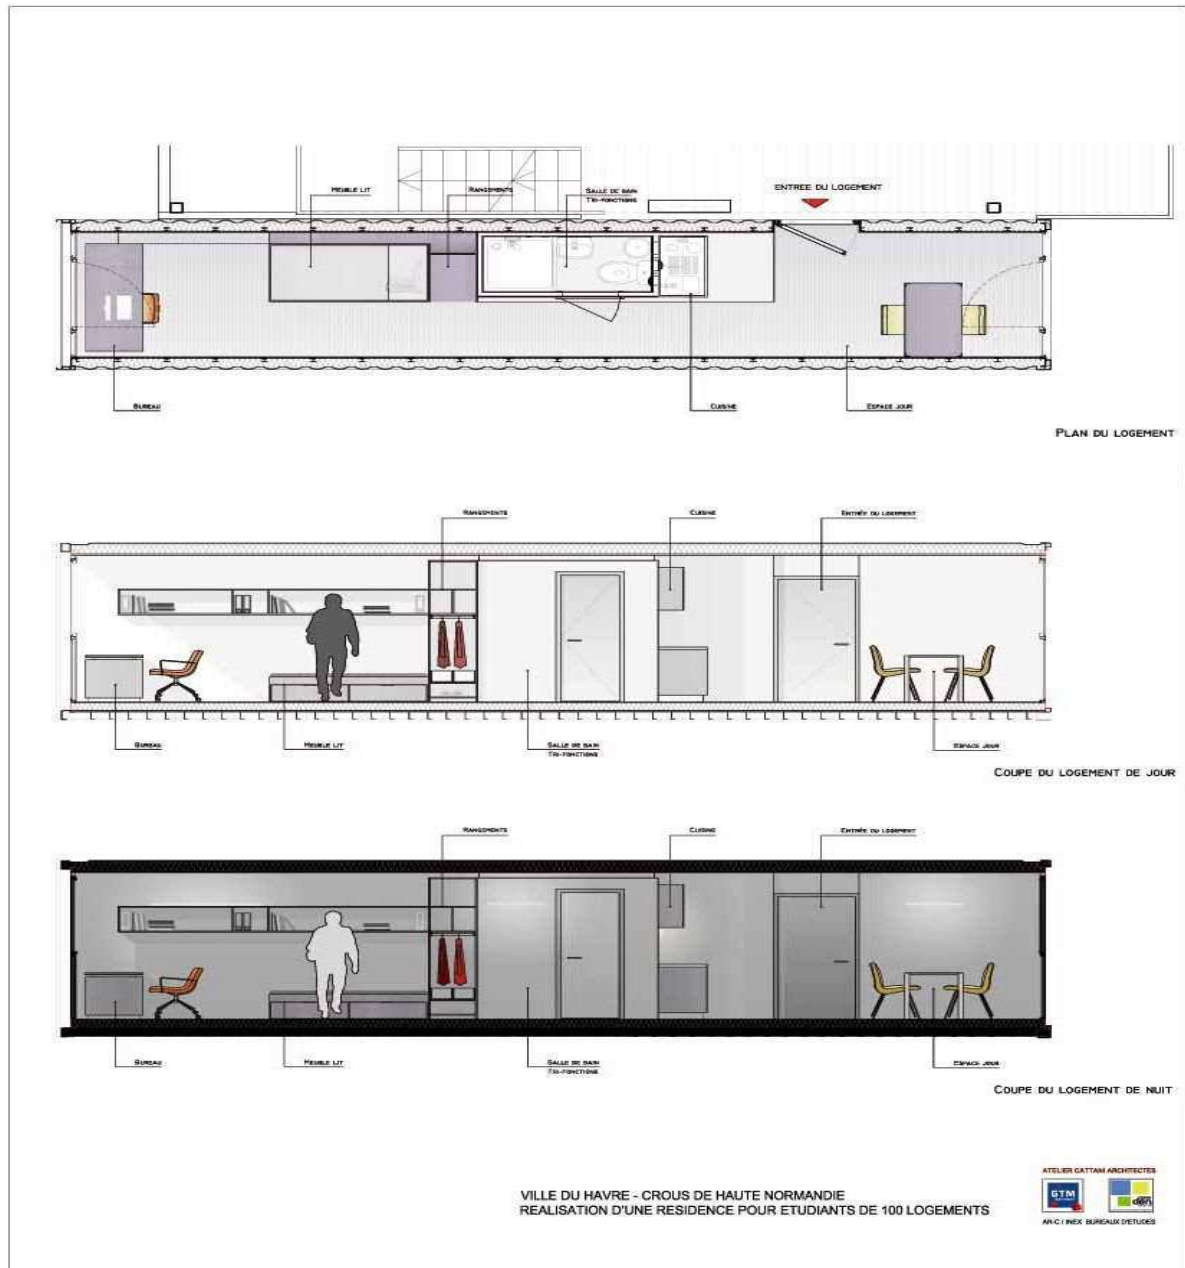 MEUBLE LIT
RANGEMENTS
SALLE DE BAIN
TRI-FONCTIONS
ENTREE DU LOGEMENT
BUREAU
CUISINE
ESPACE JOUR
PLAN DU LOGEMENT
RANGEMENTS
CUISINE
ENTRÉE DU LOGEMENT
BUREAU
MEUBLE LIT
SALLE DE BAIN
TRI-FONCTIONS
ESPACE JOUR
COUPE DU LOGEMENT DE JOUR
RANGEMENTS
CUISINE
ENTRÉE DU LOGEMENT
BUREAU
MEUBLE LIT
SALLE DE BAIN
TRI-FONCTIONS
ESPACE JOUR
COUPE DU LOGEMENT DE NUIT
VILLE DU HAVRE - CROUS DE HAUTE NORMANDIE
REALISATION D'UNE RESIDENCE POUR ETUDIANTS DE 100 LOGEMENTS
ATELIER CATTANI ARCHITECTES
GTM
AR-C / INEX BUREAUX D'ETUDES